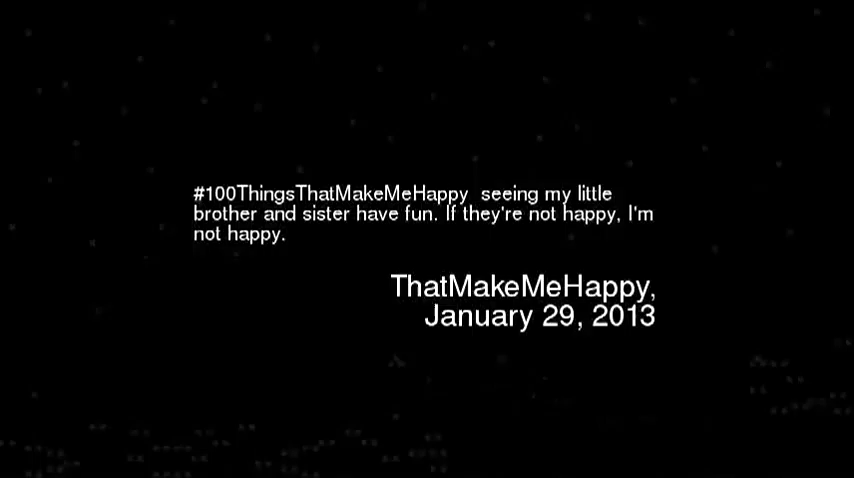 #100ThingsThatMakeMeHappy  seeing my little
brother and sister have fun. If they're not happy, I'm
not happy.
ThatMakeMeHappy,
January 29, 2013